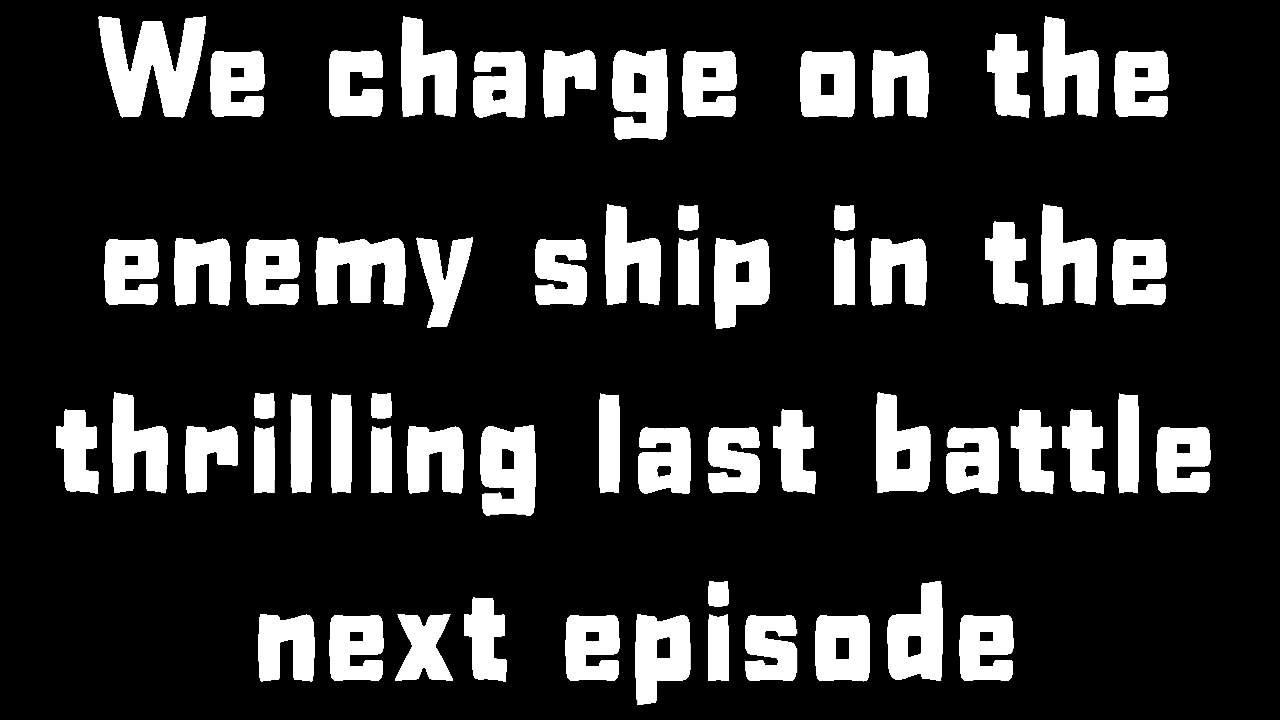 We charge on the
enemy ship in the
thrilling last battle
next episode